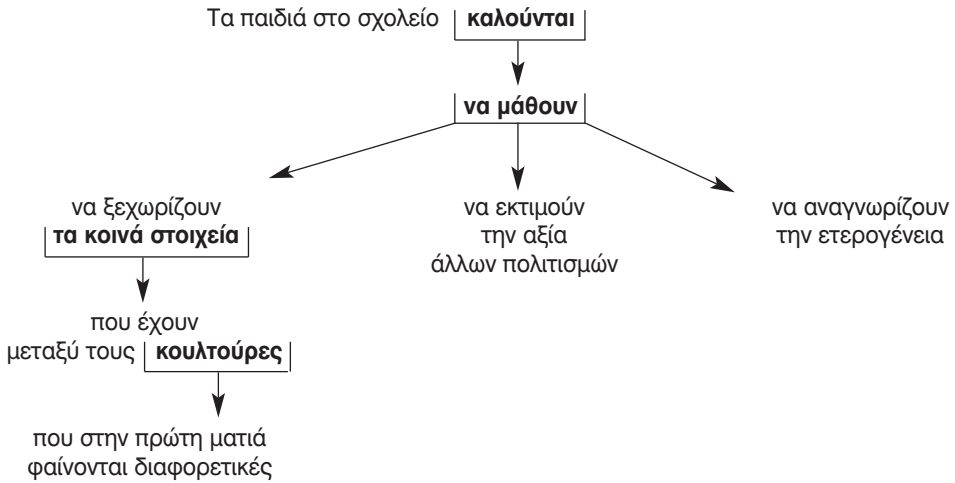 Τα παιδιά στο σχολείο καλούνται
να μάθουν
να ξεχωρίζουν
τα κοινά στοιχεία
που έχουν
μεταξύ τους κουλτούρες
που στην πρώτη ματιά
φαίνονται διαφορετικές
να εκτιμούν
την αξία
άλλων πολιτισμών
να αναγνωρίζουν
την ετερογένεια